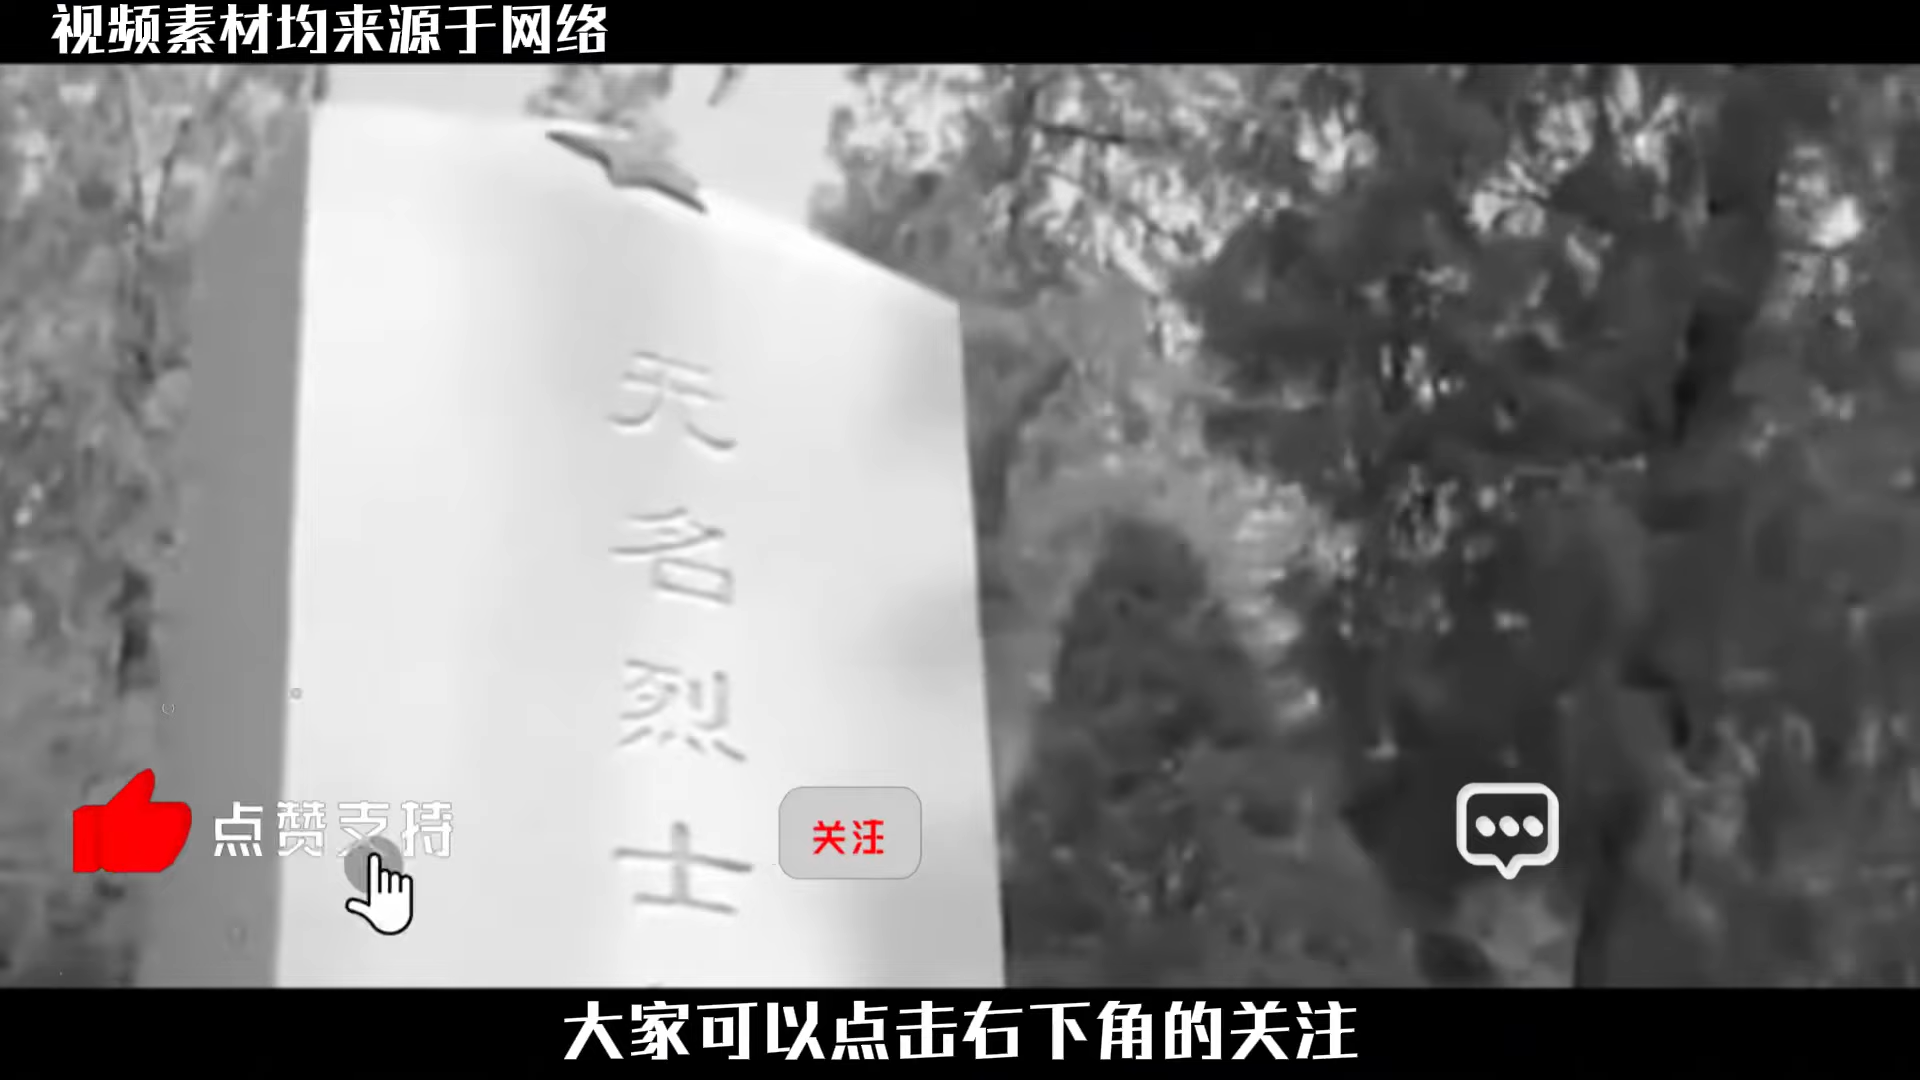 视频素材均来源于网络
无名烈士
点赞支持
关注
大家可以点击右下角的关注